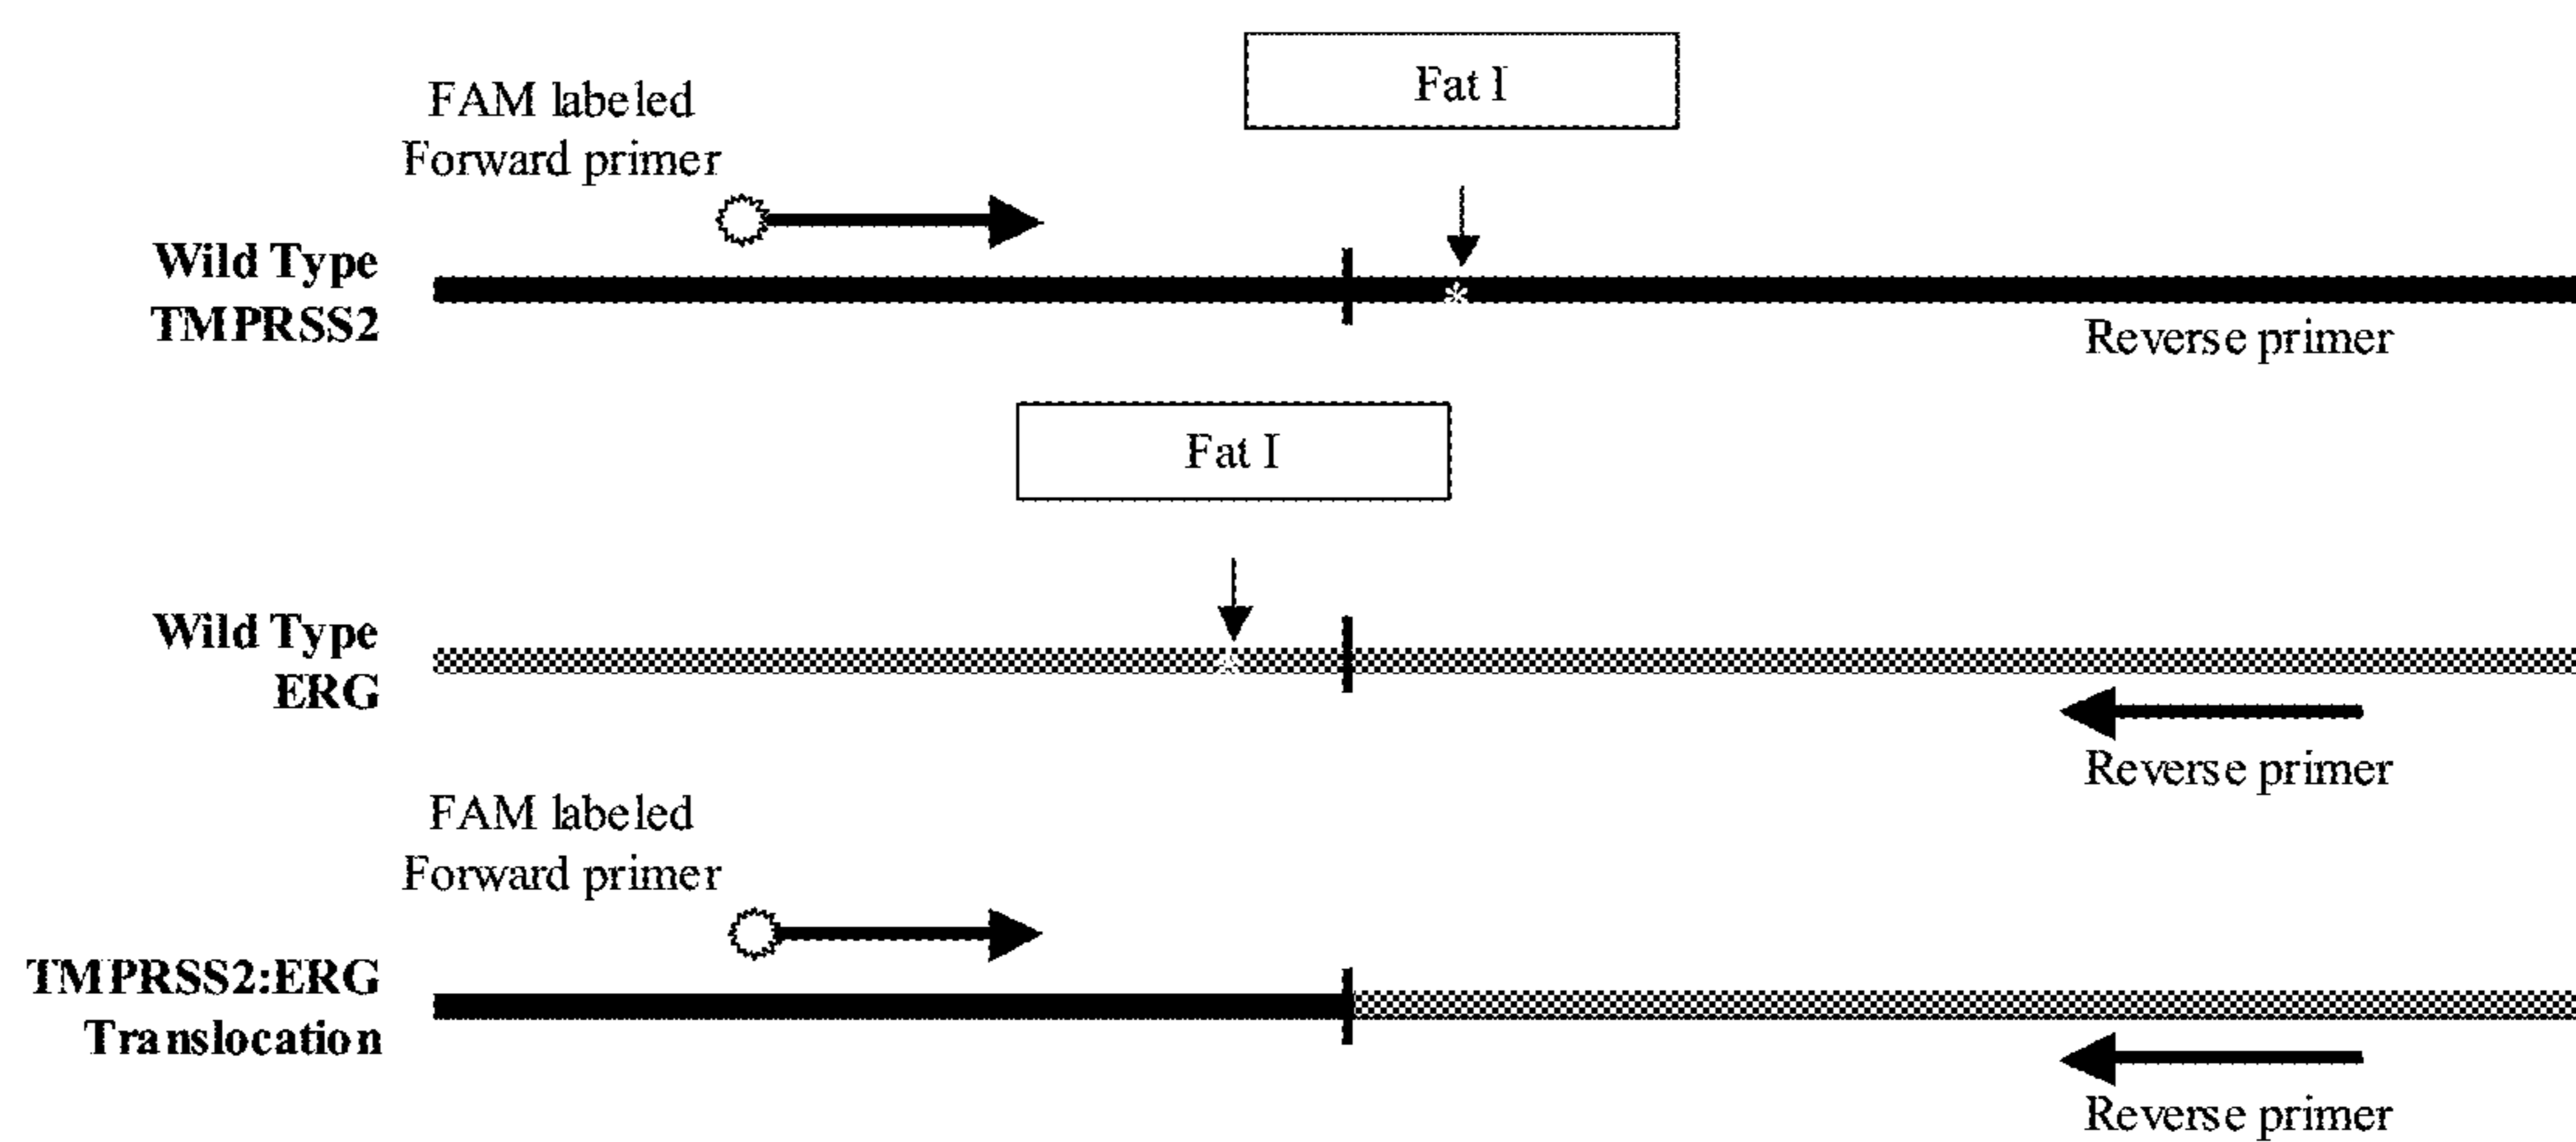 Fat I
FAM labeled
Forward primer
Wild Type
TMPRSS2
*
Reverse primer
Fat I
Wild Type
ERG
*
Reverse primer
FAM labeled
Forward primer
TMPRSS2:ERG
Translocation
Reverse primer